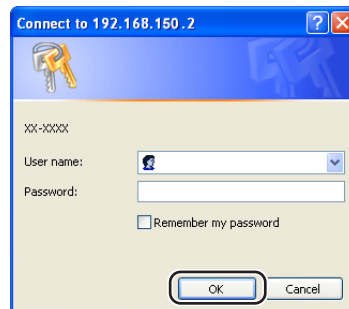 Connect to 192.168.150.2
XX-XXXX
User name:
Password:
Remember my password
OK
Cancel